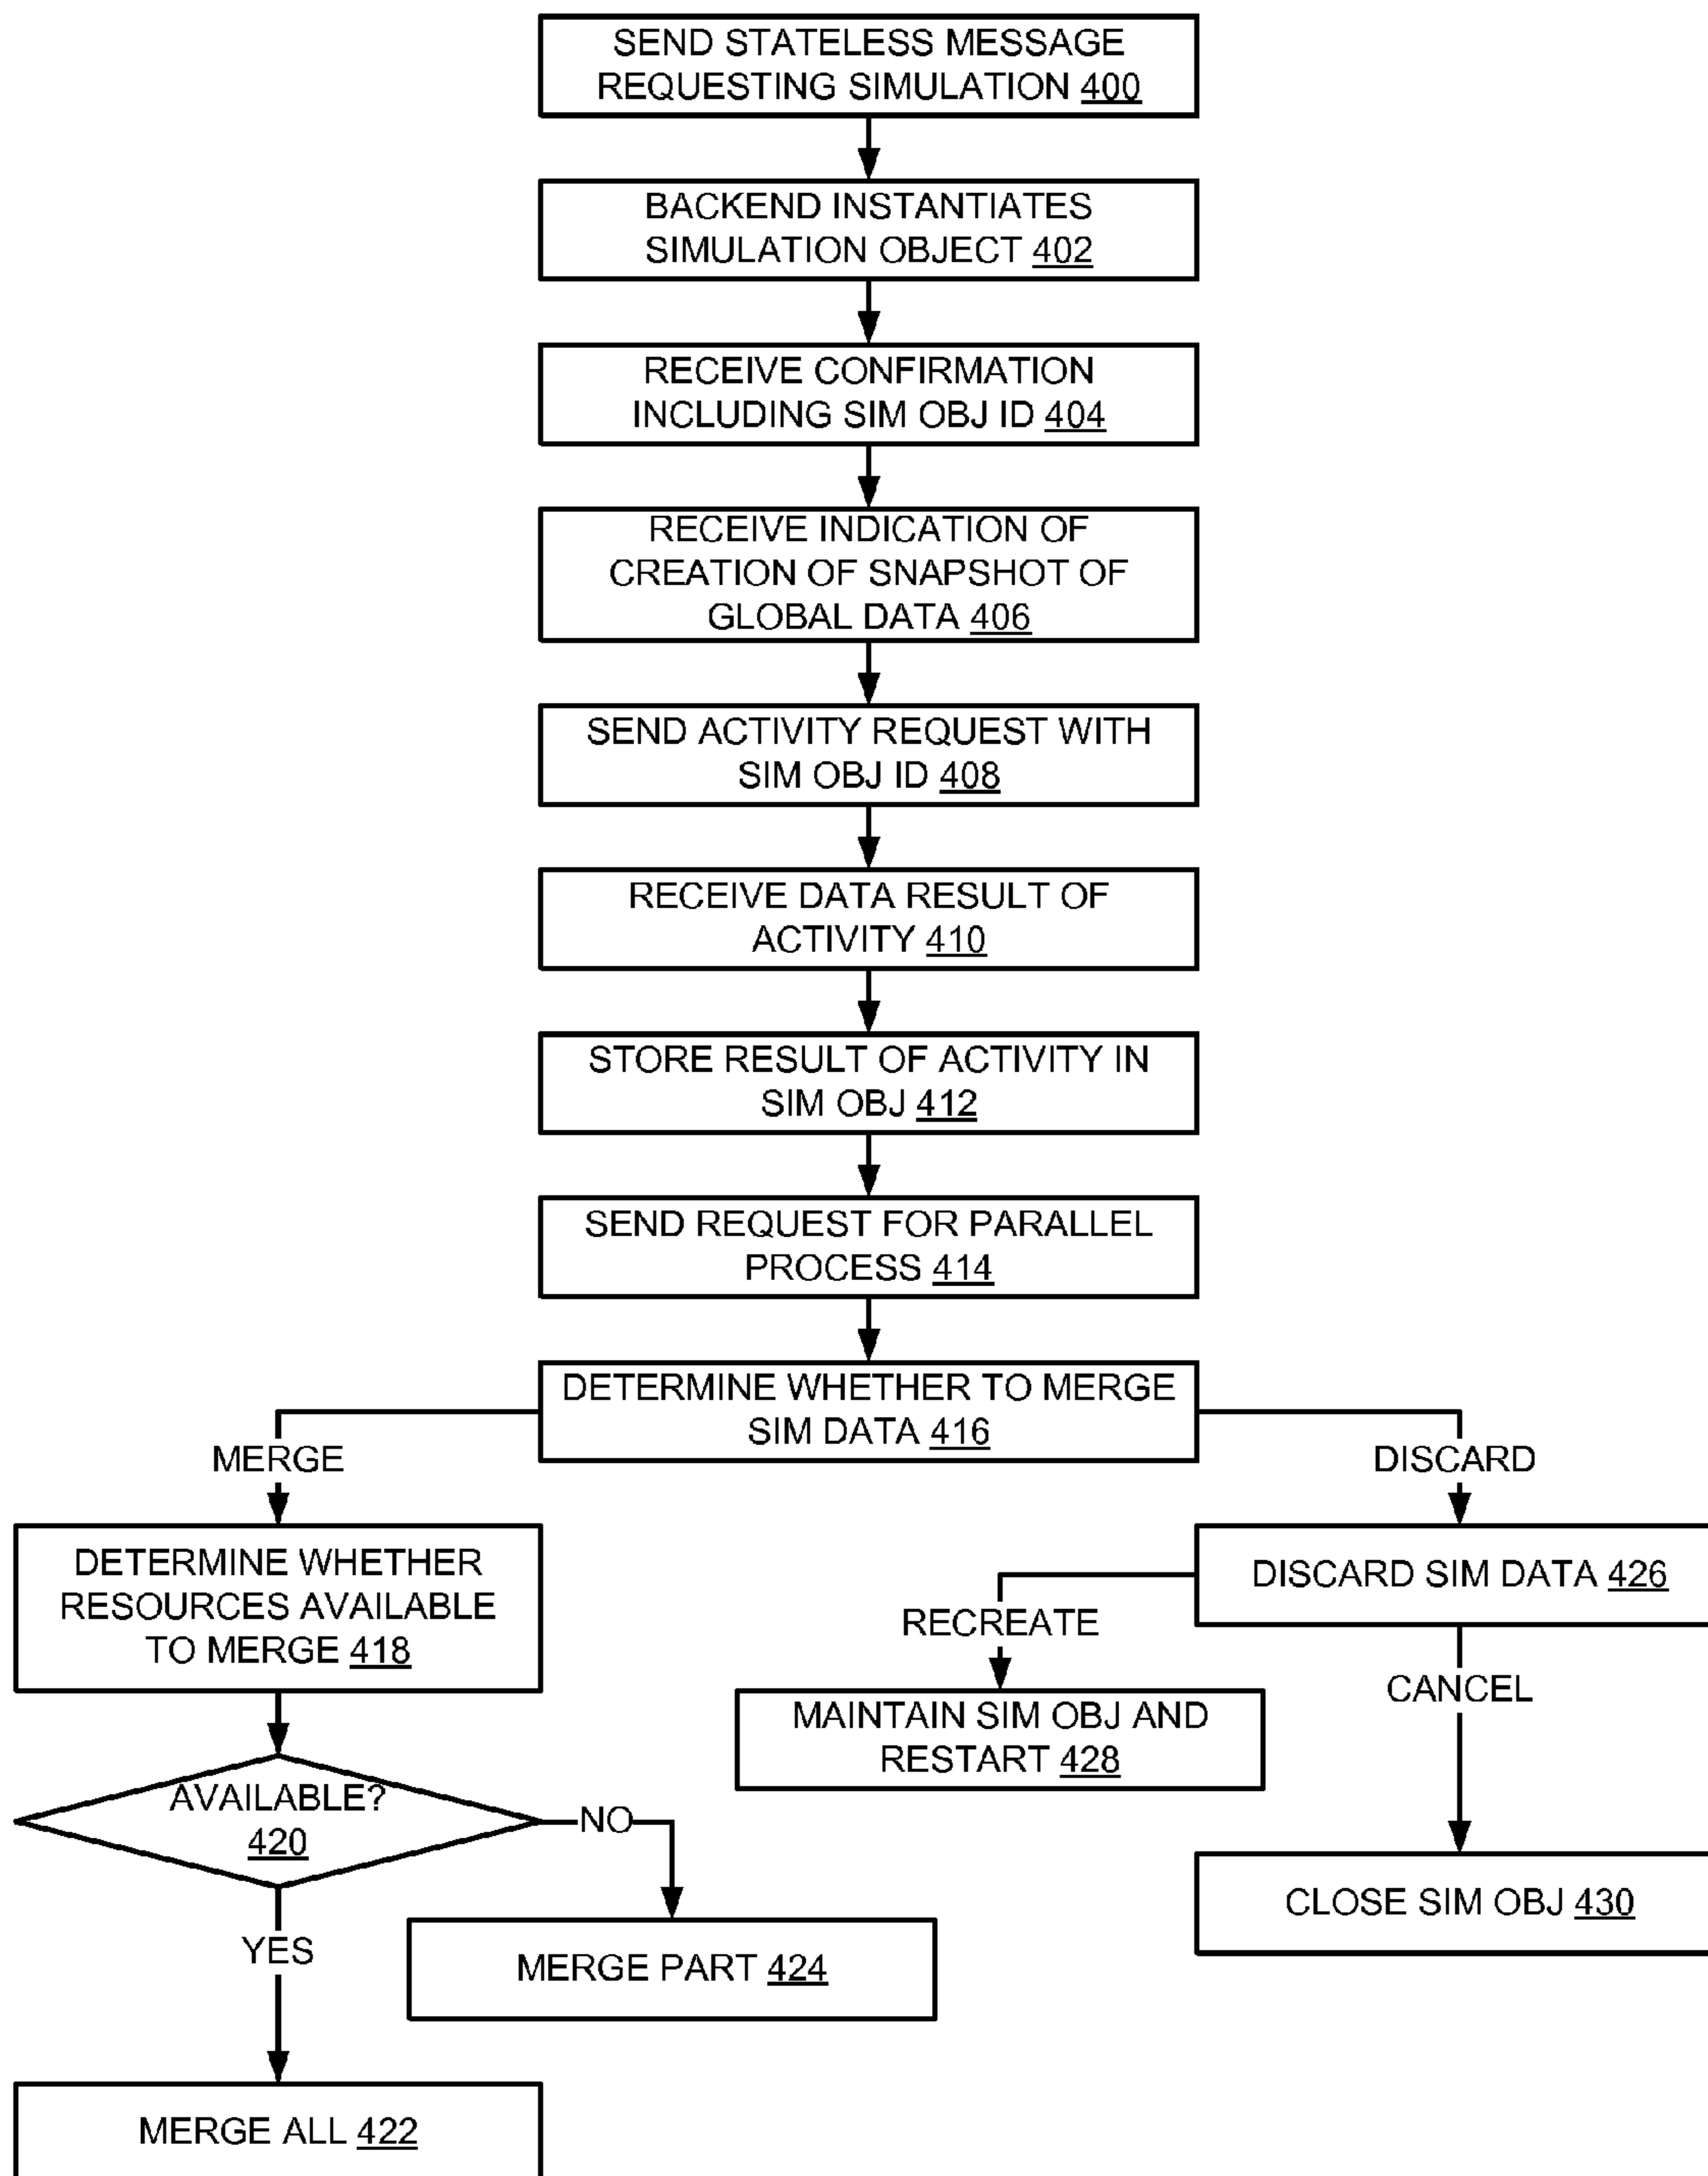 SEND STATELESS MESSAGE
REQUESTING SIMULATION 400
BACKEND INSTANTIATES
SIMULATION OBJECT 402
RECEIVE CONFIRMATION
INCLUDING SIM OBJ ID 404
RECEIVE INDICATION OF
CREATION OF SNAPSHOT OF
GLOBAL DATA 406
SEND ACTIVITY REQUEST WITH
SIM OBJ ID 408
RECEIVE DATA RESULT OF
ACTIVITY 410
STORE RESULT OF ACTIVITY IN
SIM OBJ 412
SEND REQUEST FOR PARALLEL
PROCESS 414
DETERMINE WHETHER TO MERGE
SIM DATA 416
MERGE
DETERMINE WHETHER
RESOURCES AVAILABLE
TO MERGE 418
AVAILABLE?
420
NO
MERGE PART 424
YES
MERGE ALL 422
DISCARD
DISCARD SIM DATA 426
RECREATE
MAINTAIN SIM OBJ AND
RESTART 428
CANCEL
CLOSE SIM OBJ 430